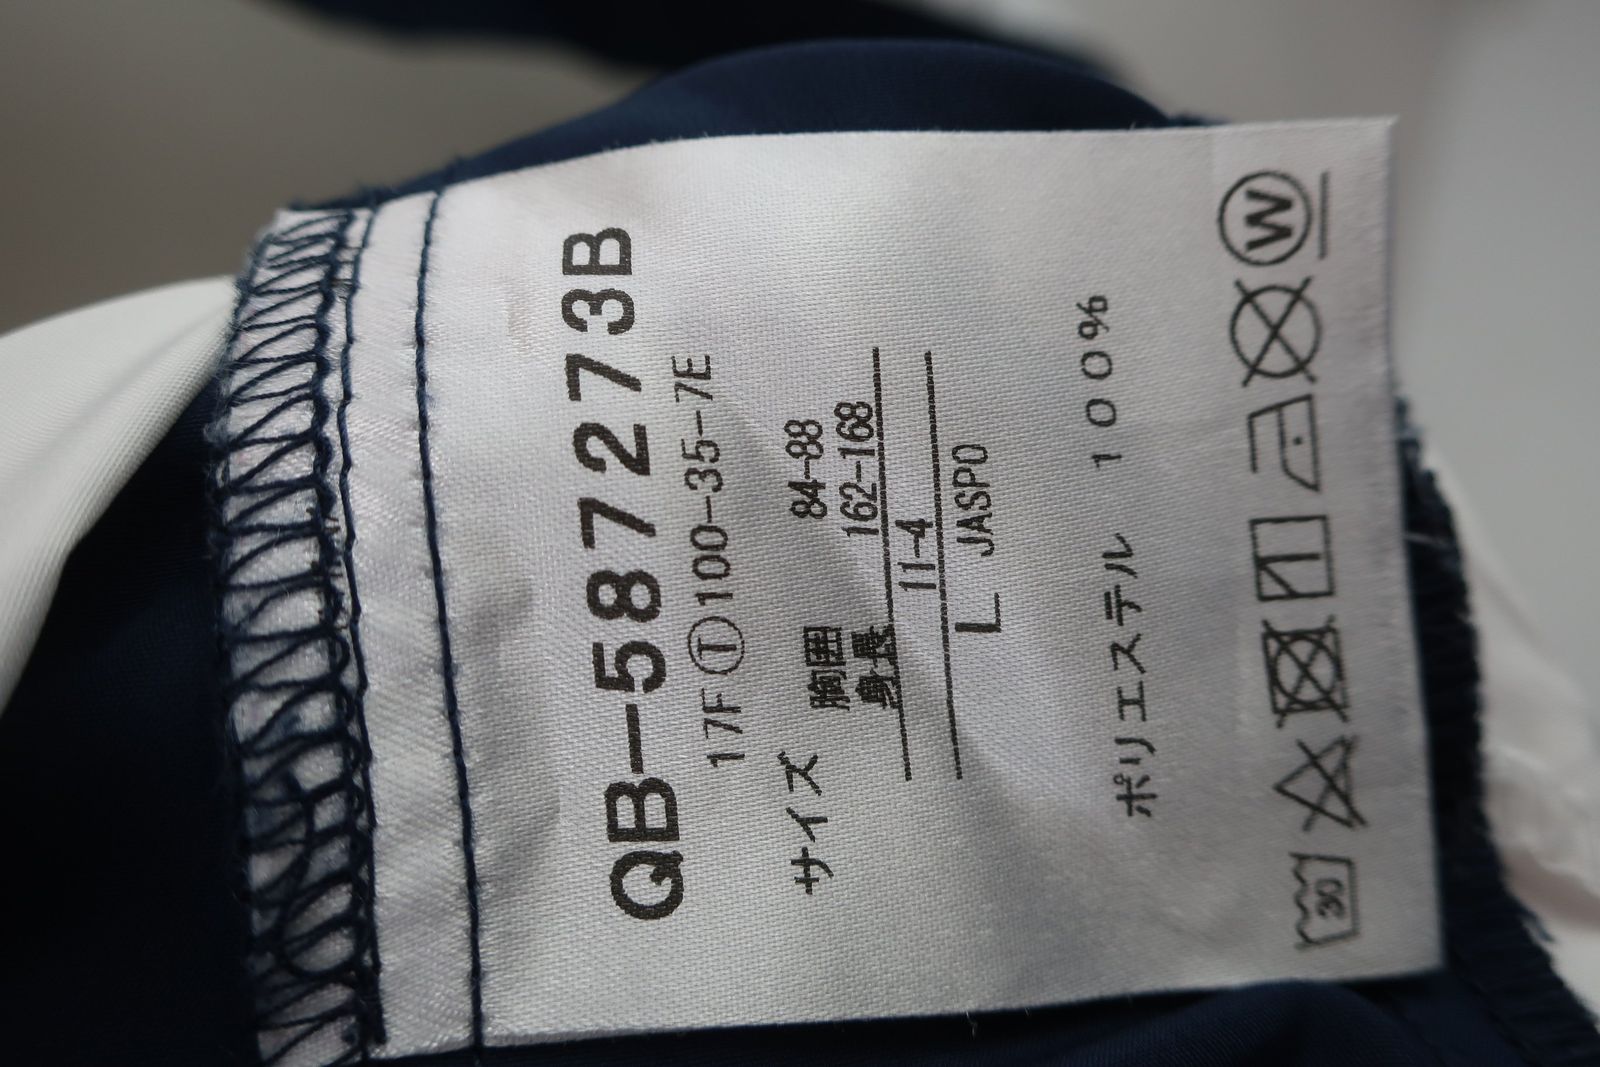 QB-587273B
17F Ⓣ100-35-7E
サイズ 胸囲 84-88
身長 162-168
11-4
L JASPO
ポリエステル 100%
30 W